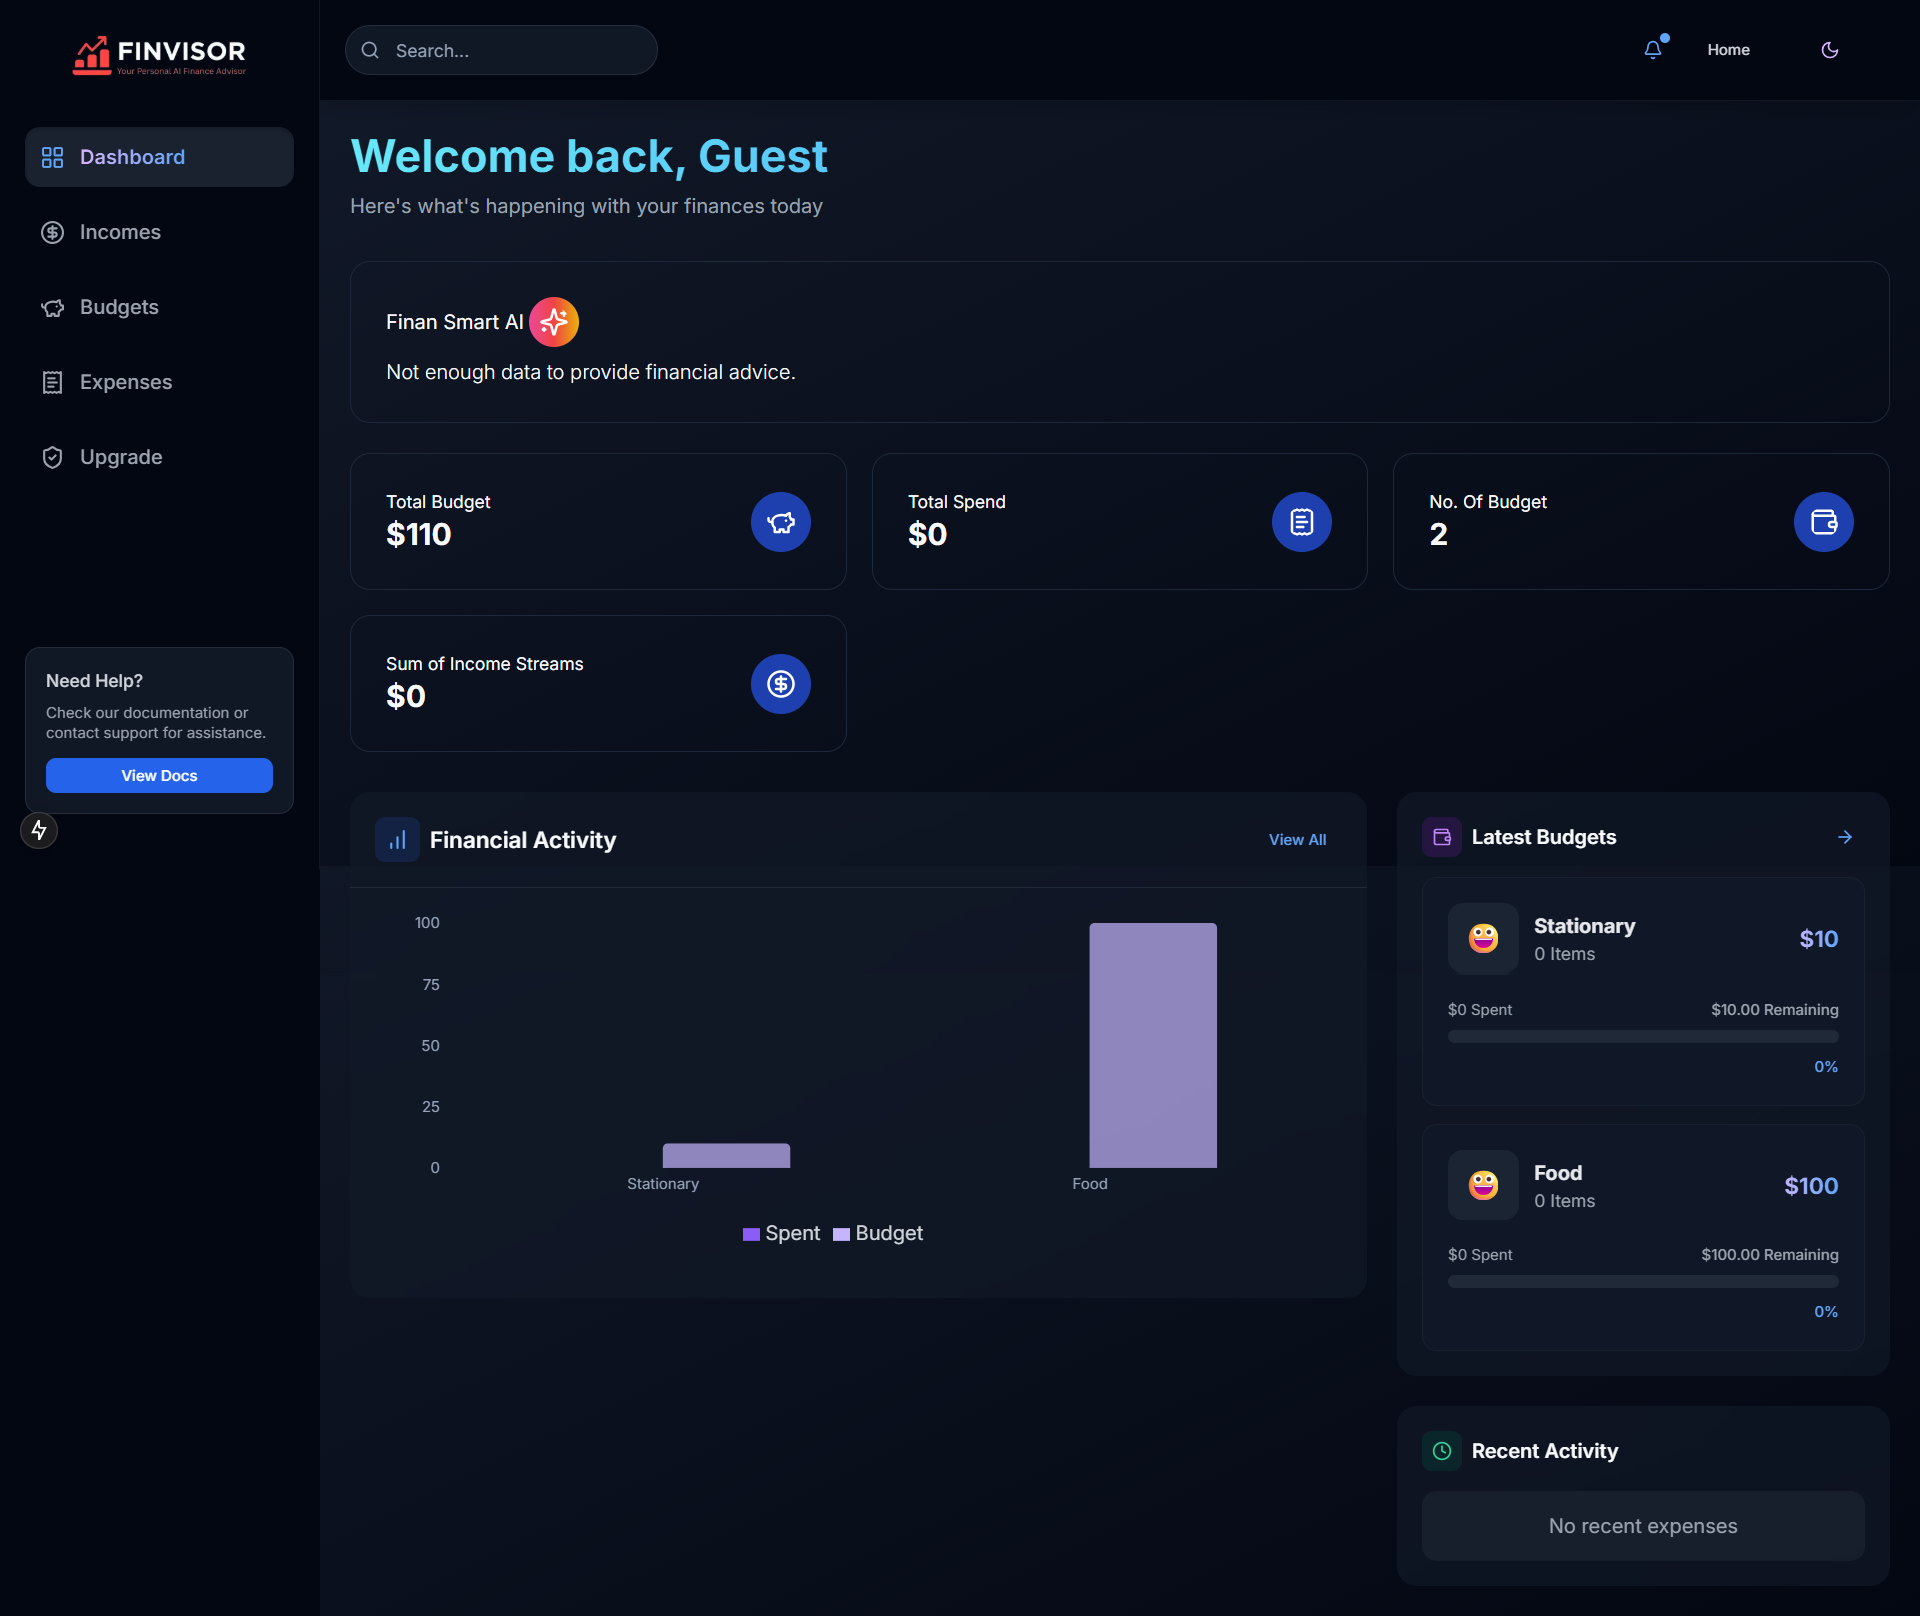 FINVISOR
Your Personal AI Finance Advisor
Search...
Home
Dashboard
Incomes
Budgets
Expenses
Upgrade
Need Help?
Check our documentation or
contact support for assistance.
View Docs
Welcome back, Guest
Here's what's happening with your finances today
Finan Smart AI
Not enough data to provide financial advice.
Total Budget
$110
Total Spend
$0
No. Of Budget
2
Sum of Income Streams
$0
Financial Activity
View All
100
75
50
25
0
Stationary
Food
Spent
Budget
Latest Budgets
Stationary
0 Items
$10
$0 Spent
$10.00 Remaining
0%
Food
0 Items
$100
$0 Spent
$100.00 Remaining
0%
Recent Activity
No recent expenses